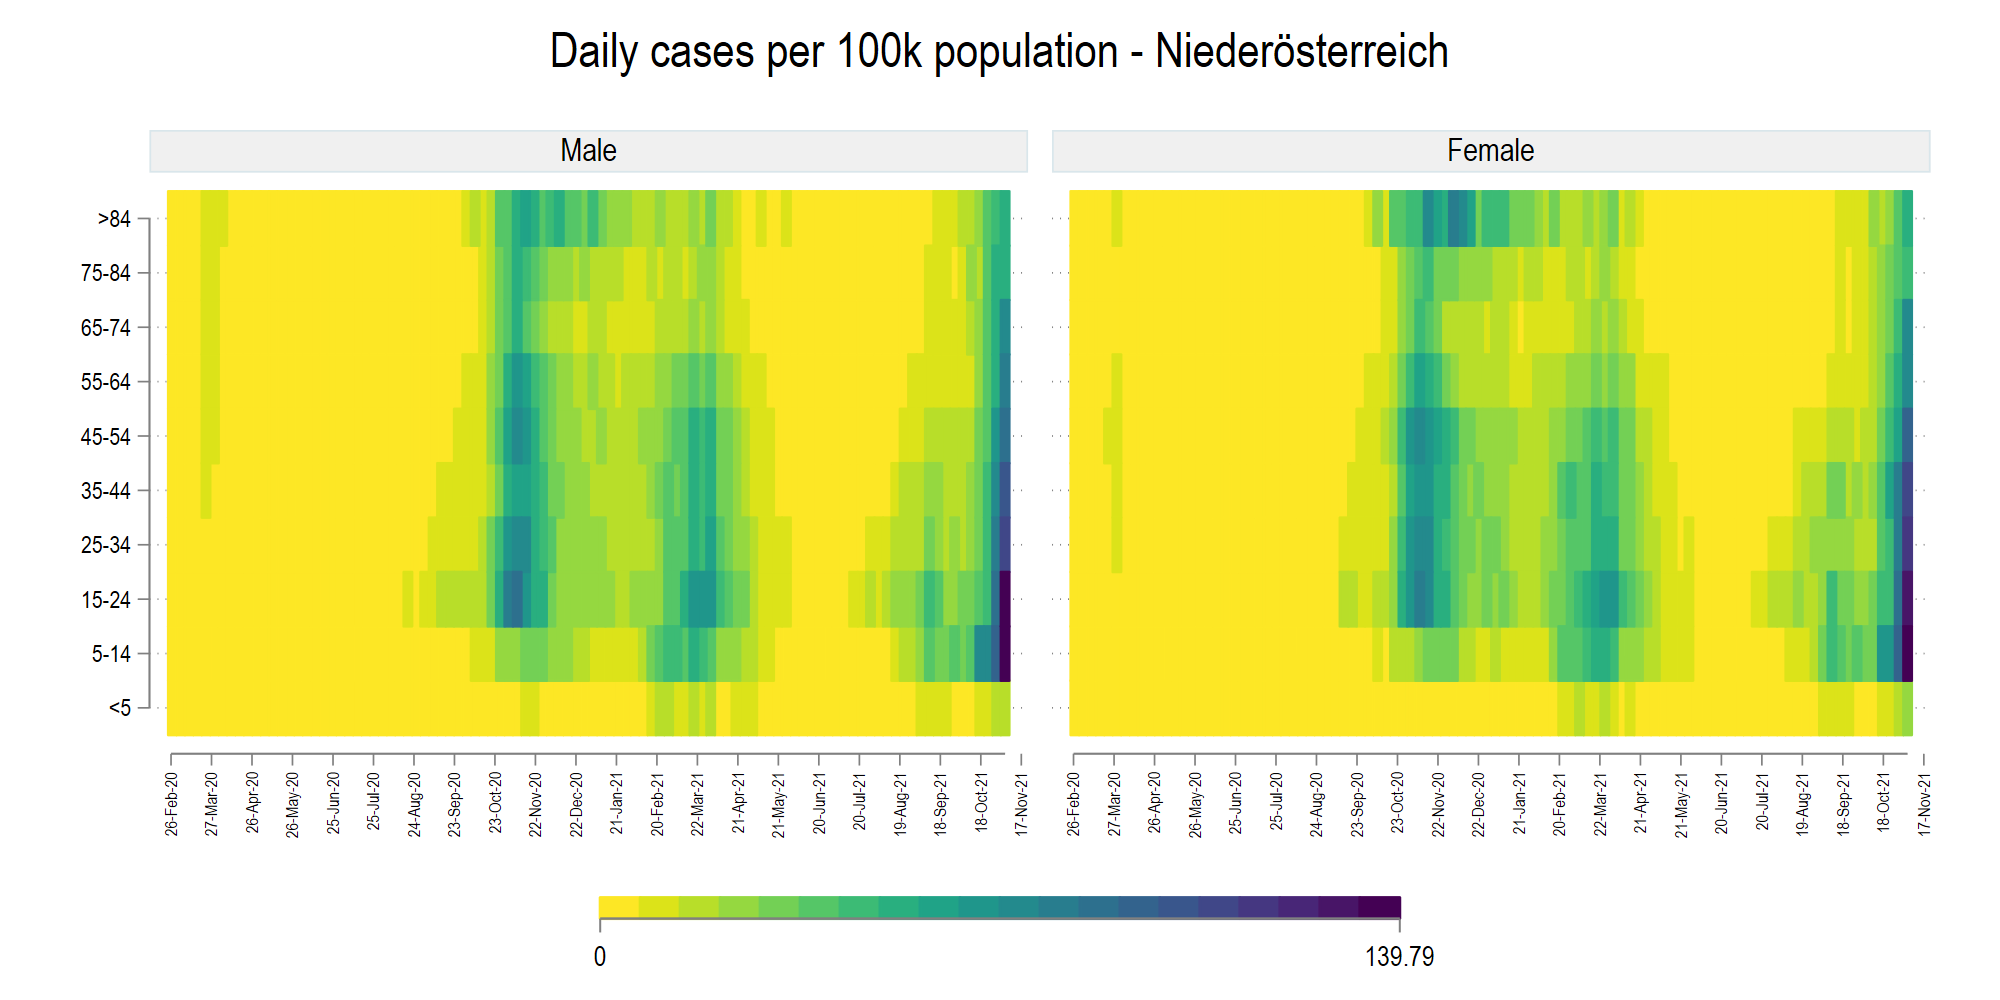 Daily cases per 100k population - Niederösterreich
Male
Female
>84
75-84
65-74
55-64
45-54
35-44
25-34
15-24
5-14
<5
26-Feb-20
27-Mar-20
26-Apr-20
26-May-20
25-Jun-20
25-Jul-20
24-Aug-20
23-Sep-20
23-Oct-20
22-Nov-20
22-Dec-20
21-Jan-21
20-Feb-21
22-Mar-21
21-Apr-21
21-May-21
20-Jun-21
20-Jul-21
19-Aug-21
18-Sep-21
18-Oct-21
17-Nov-21
26-Feb-20
27-Mar-20
26-Apr-20
26-May-20
25-Jun-20
25-Jul-20
24-Aug-20
23-Sep-20
23-Oct-20
22-Nov-20
22-Dec-20
21-Jan-21
20-Feb-21
22-Mar-21
21-Apr-21
21-May-21
20-Jun-21
20-Jul-21
19-Aug-21
18-Sep-21
18-Oct-21
17-Nov-21
0
139.79